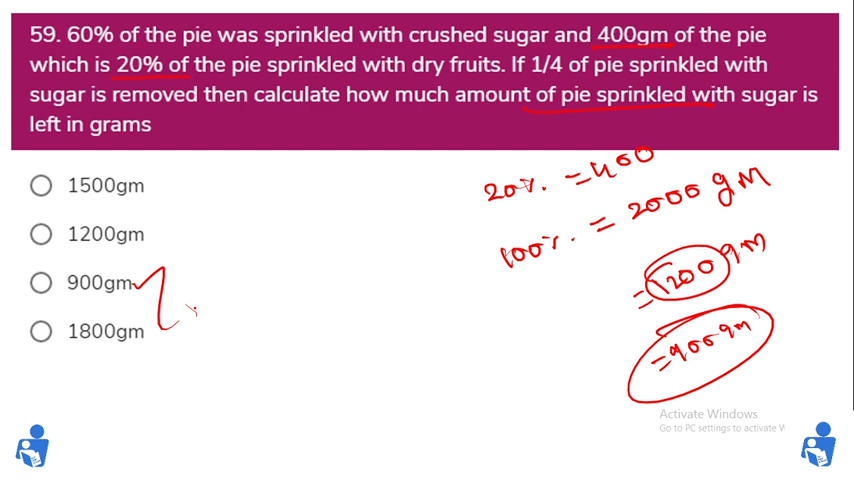 59. 60% of the pie was sprinkled with crushed sugar and 400gm of the pie
which is 20% of the pie sprinkled with dry fruits. If 1/4 of pie sprinkled with
sugar is removed then calculate how much amount of pie sprinkled with sugar is
left in grams
1500gm
1200gm
900gm
1800gm
20%. = 400
100%. = 2000 gm
= 1200 gm
= 900 gm
Activate Windows
Go to PC settings to activate W